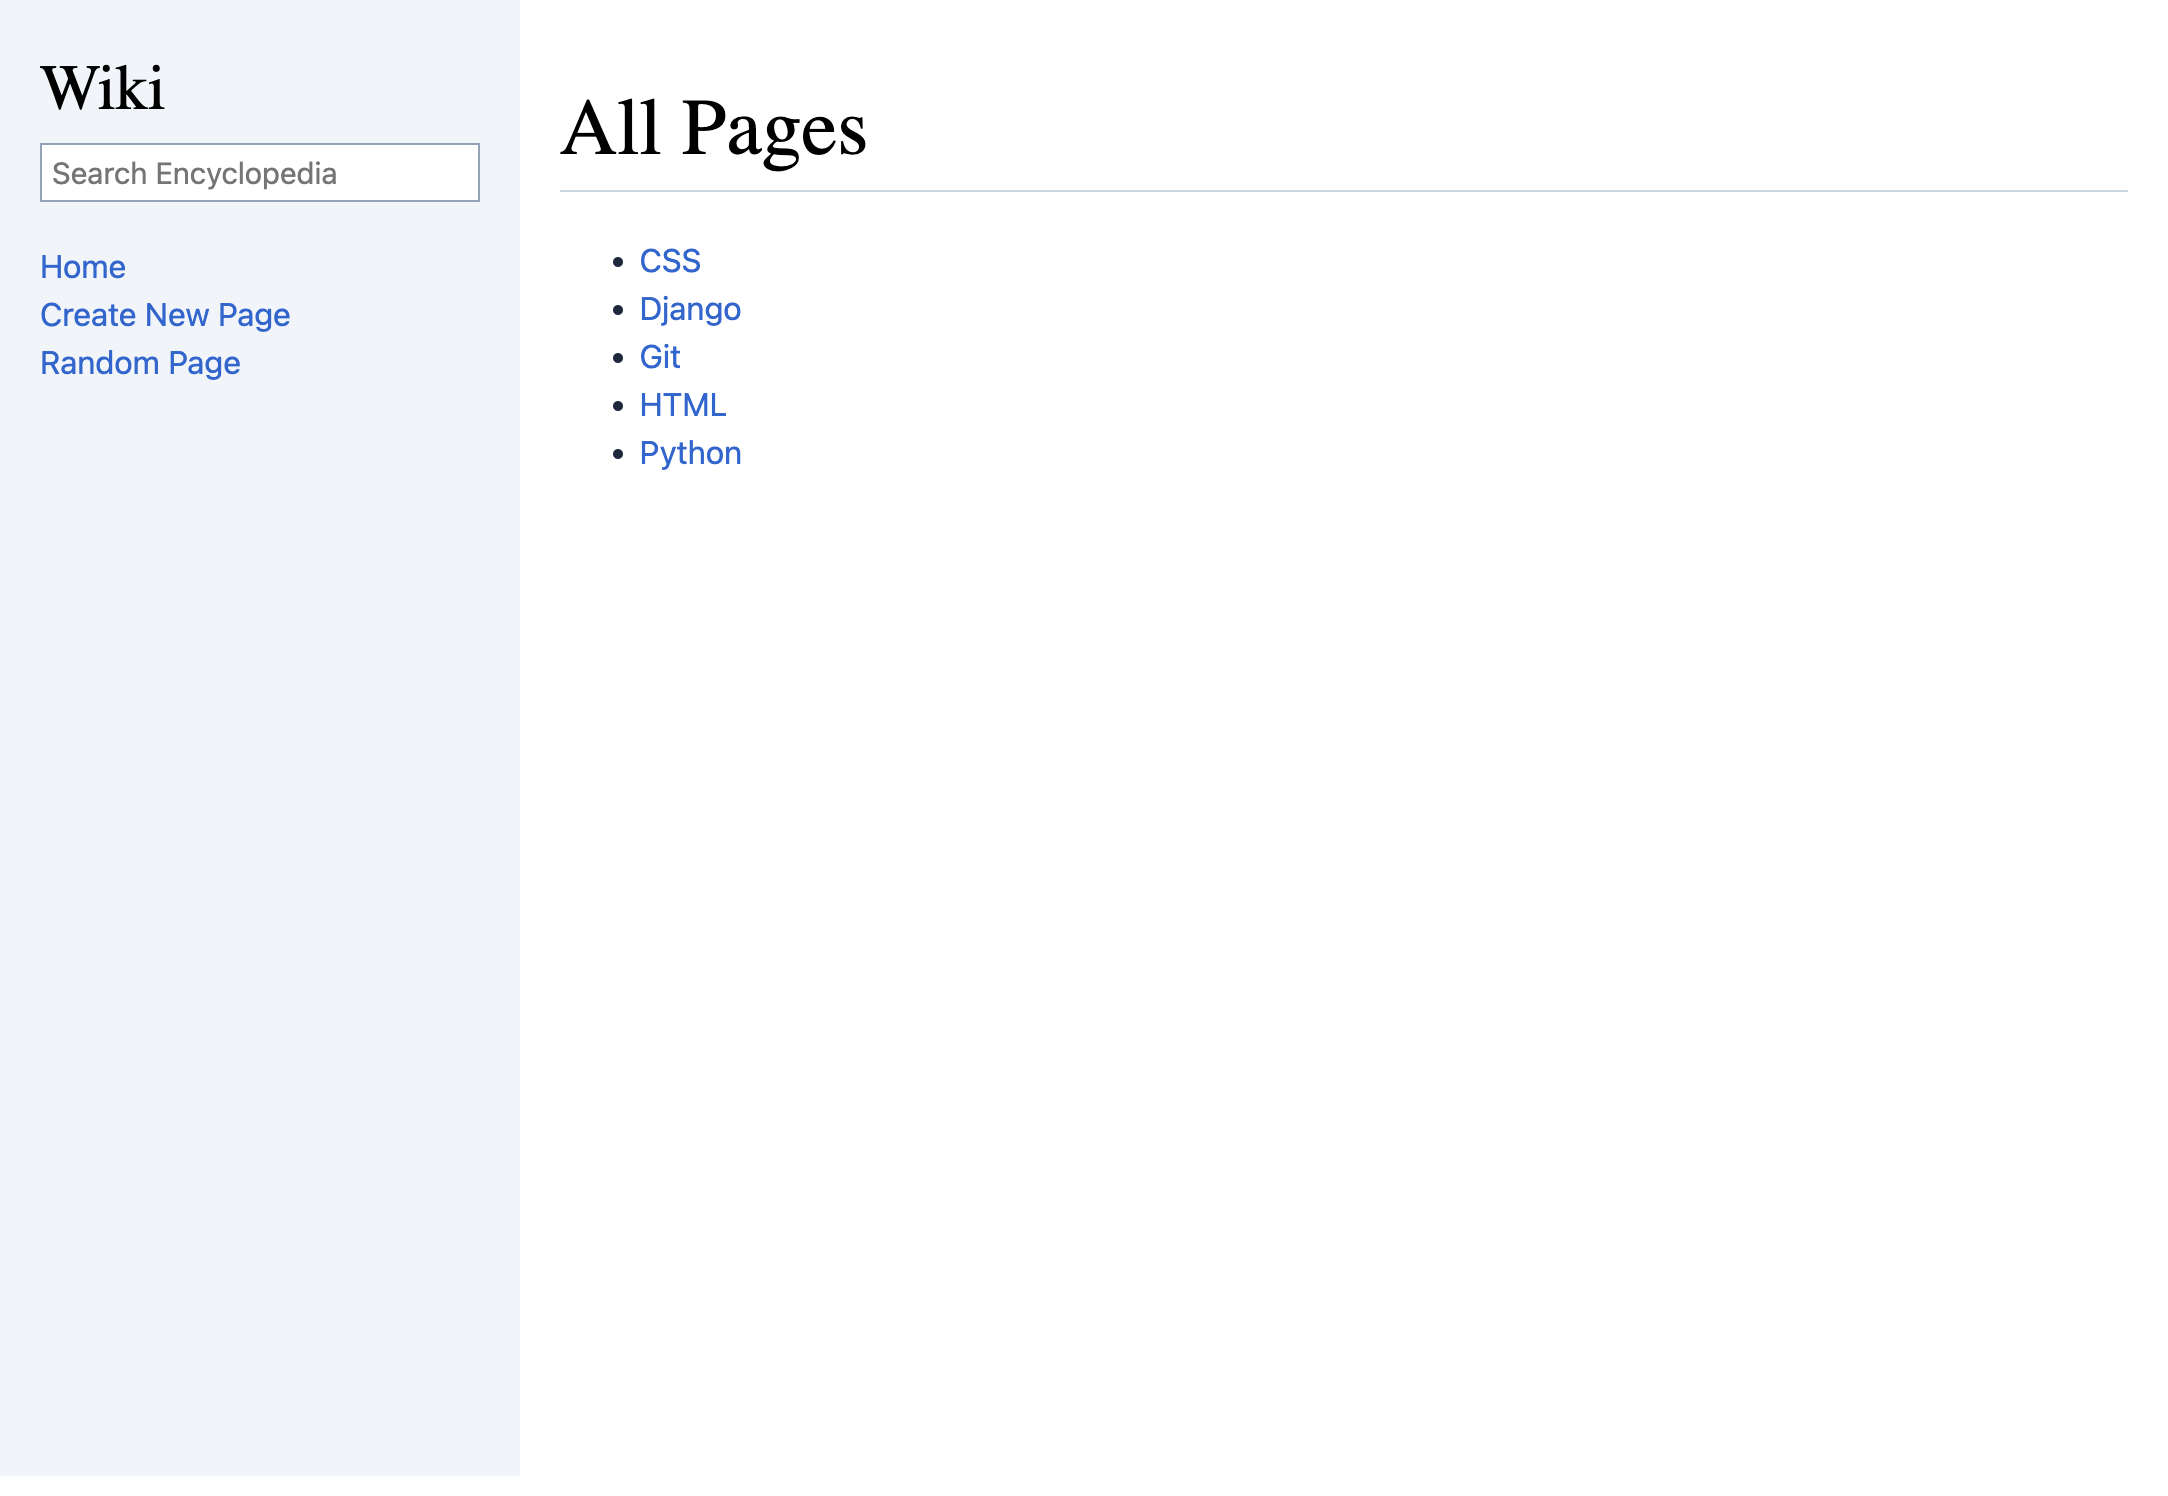 Wiki
Search Encyclopedia
Home
Create New Page
Random Page
All Pages
CSS
Django
Git
HTML
Python